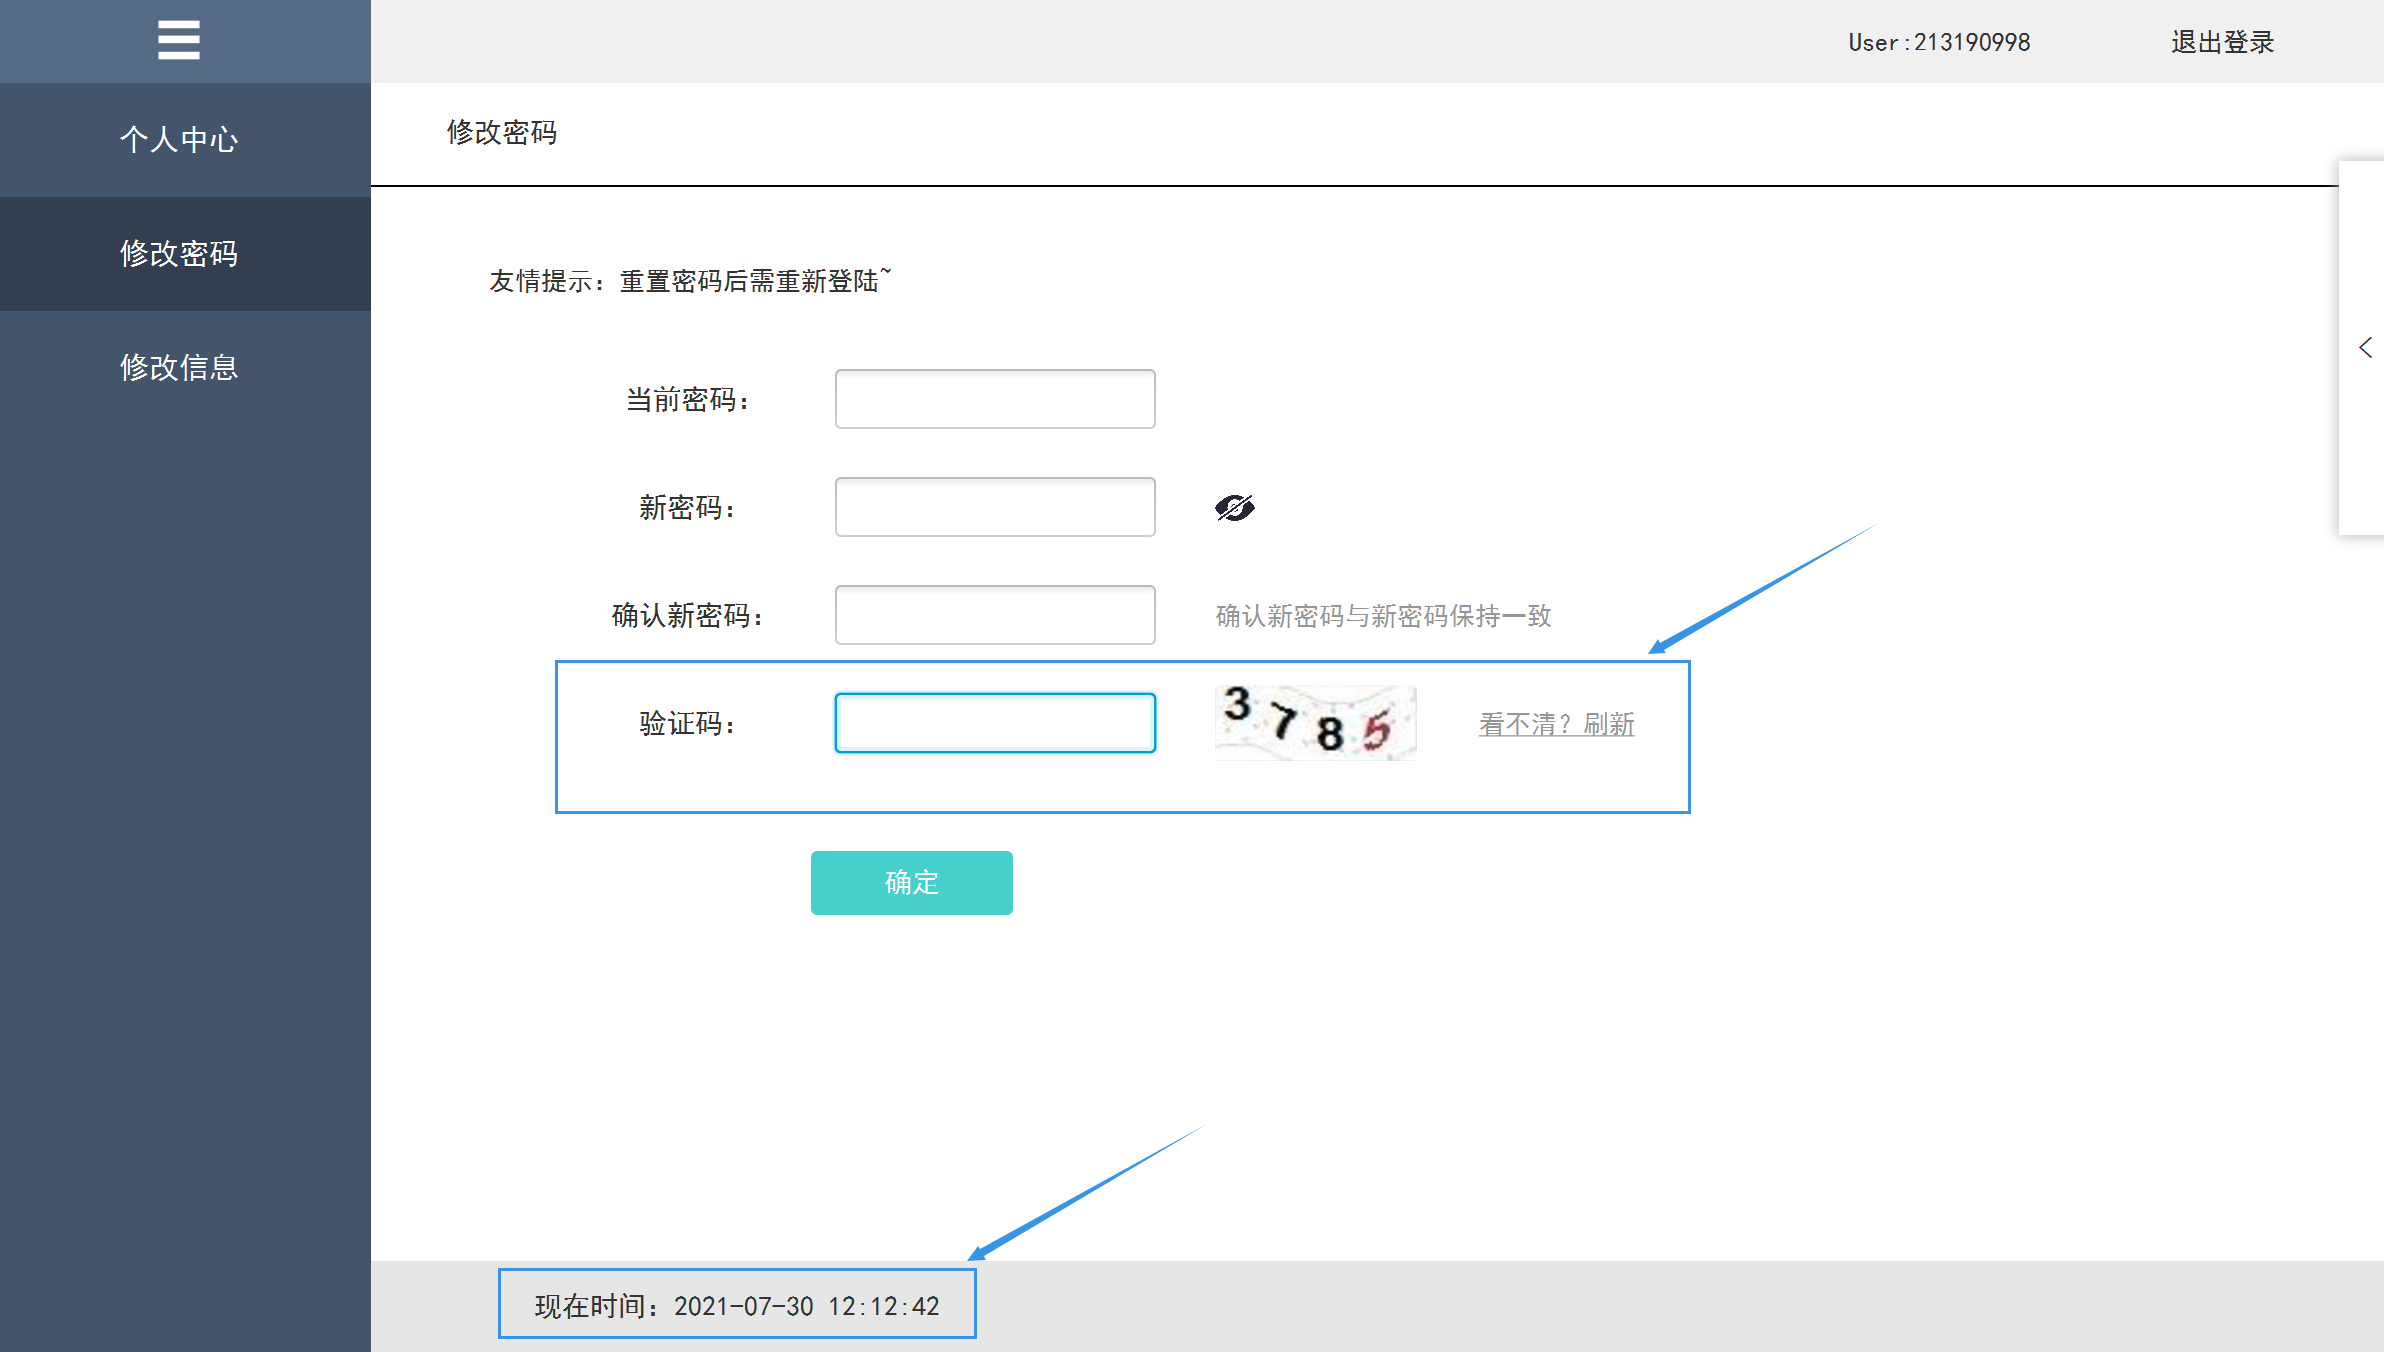 User:213190998
退出登录
个人中心
修改密码
修改信息
修改密码
友情提示：重置密码后需重新登陆~
当前密码：
新密码：
确认新密码：
确认新密码与新密码保持一致
验证码：
3785
看不清？刷新
确定
现在时间：2021-07-30 12:12:42